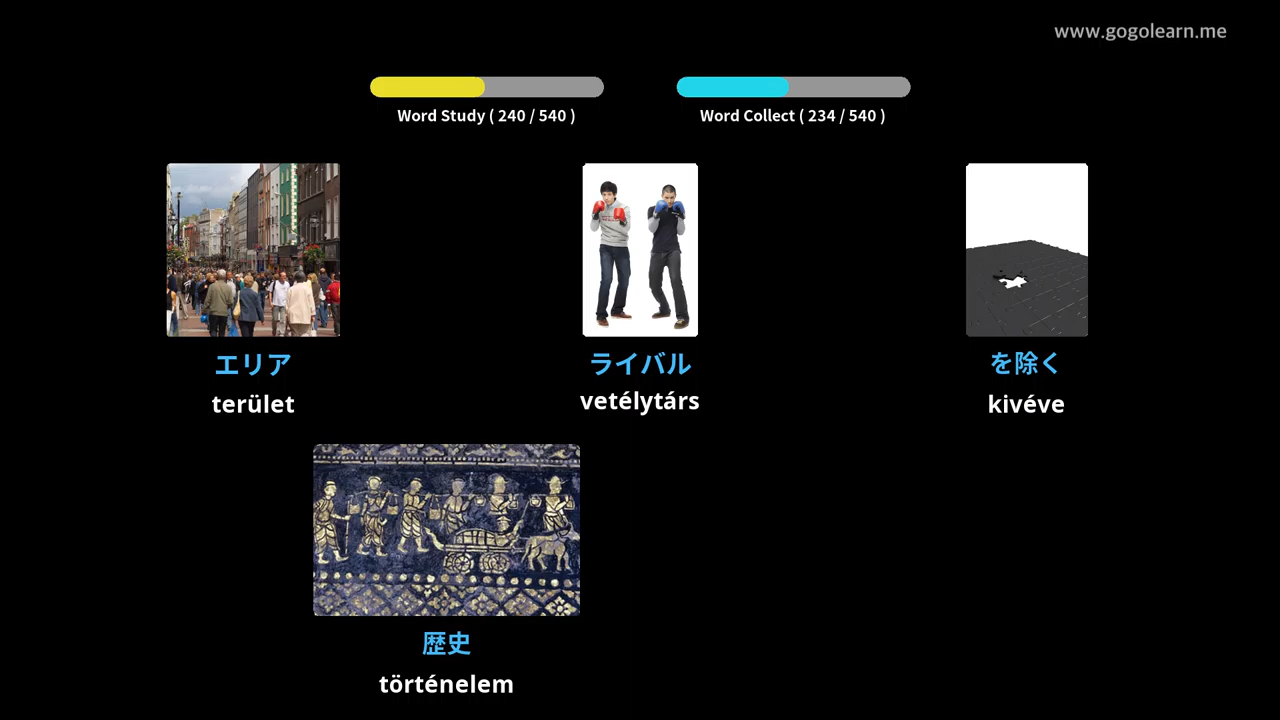 www.gogolearn.me
Word Study ( 240 / 540 )
Word Collect ( 234 / 540 )
エリア
terület
ライバル
vetélytárs
を除く
kivéve
歴史
történelem